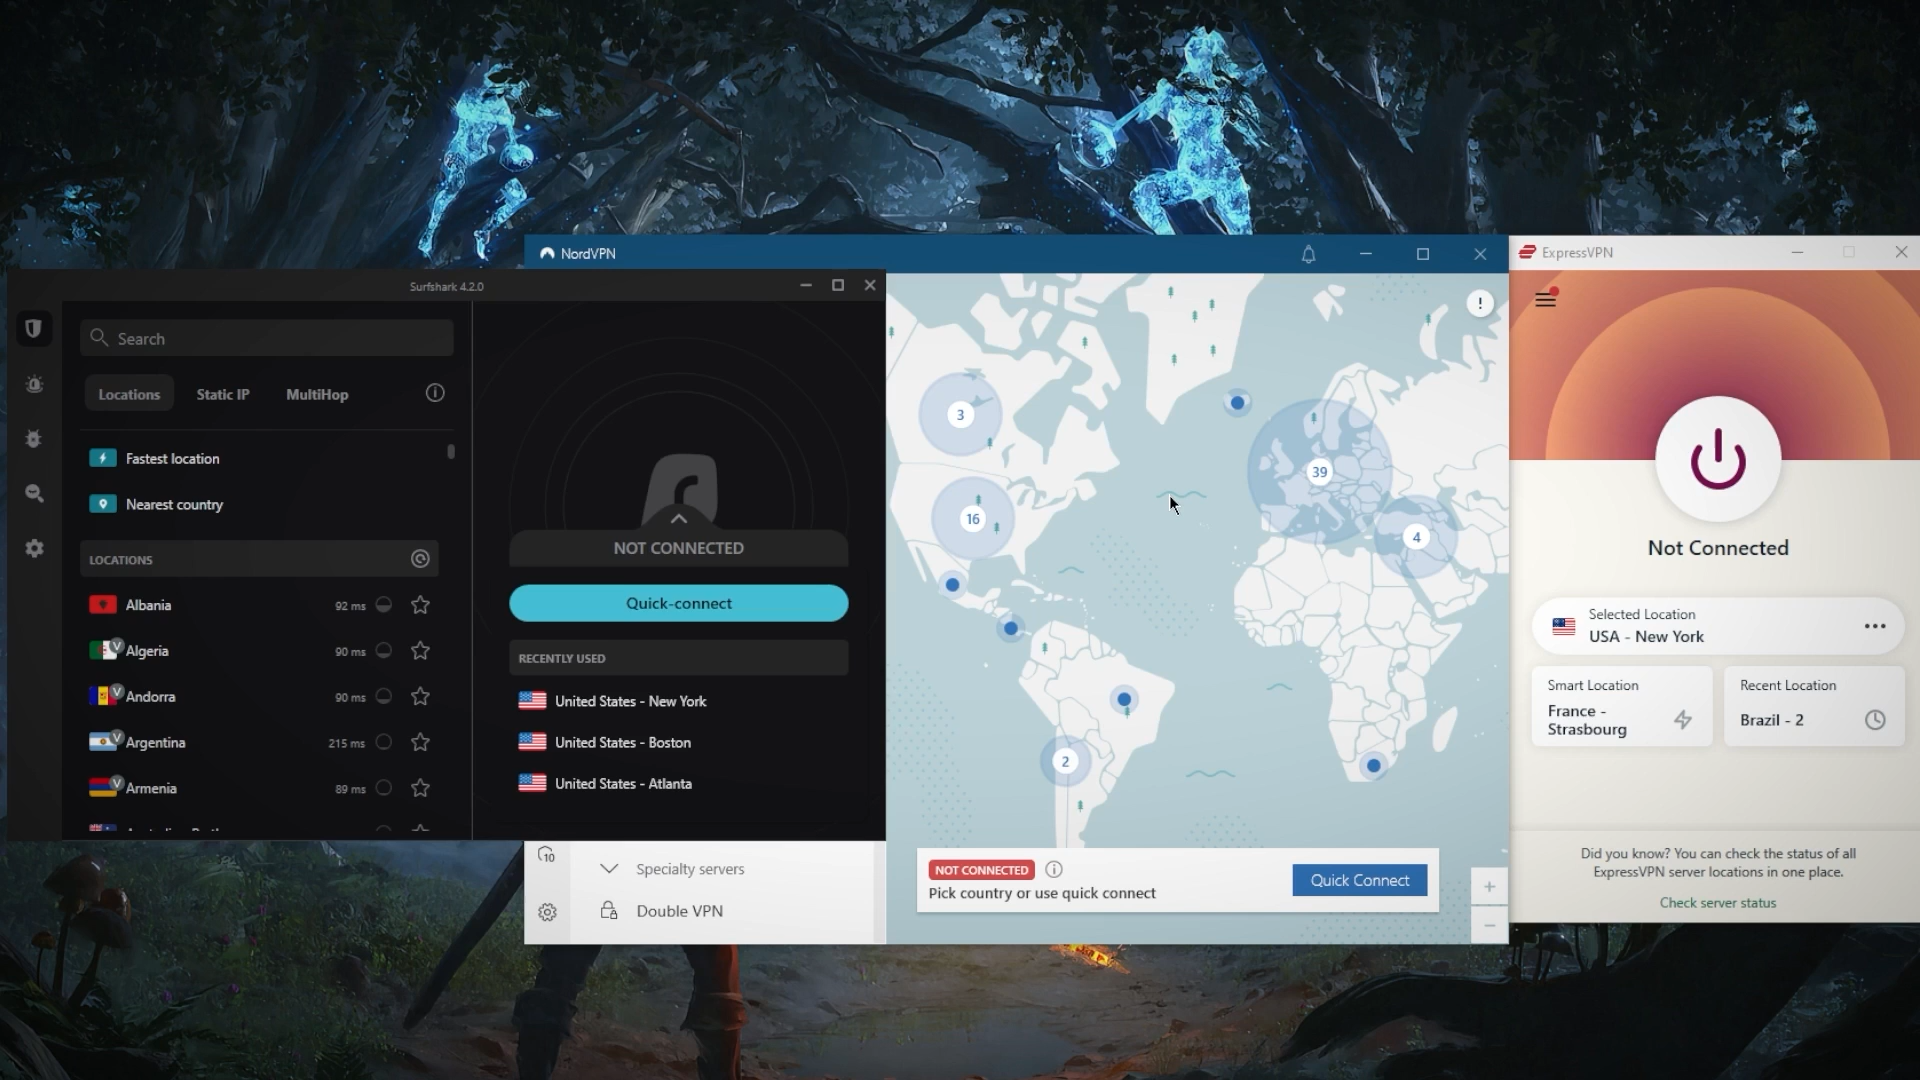 NordVPN
ExpressVPN
Surfshark 4.2.0
Search
Locations
Static IP
MultiHop
Fastest location
Nearest country
LOCATIONS
Albania
92 ms
Algeria
90 ms
Andorra
90 ms
Argentina
215 ms
Armenia
89 ms
NOT CONNECTED
Quick-connect
RECENTLY USED
United States - New York
United States - Boston
United States - Atlanta
10
Specialty servers
Double VPN
!
3
39
16
4
2
NOT CONNECTED
Pick country or use quick connect
Quick Connect
Not Connected
Selected Location
USA - New York
Smart Location
France -
Strasbourg
Recent Location
Brazil - 2
Did you know? You can check the status of all
ExpressVPN server locations in one place.
Check server status